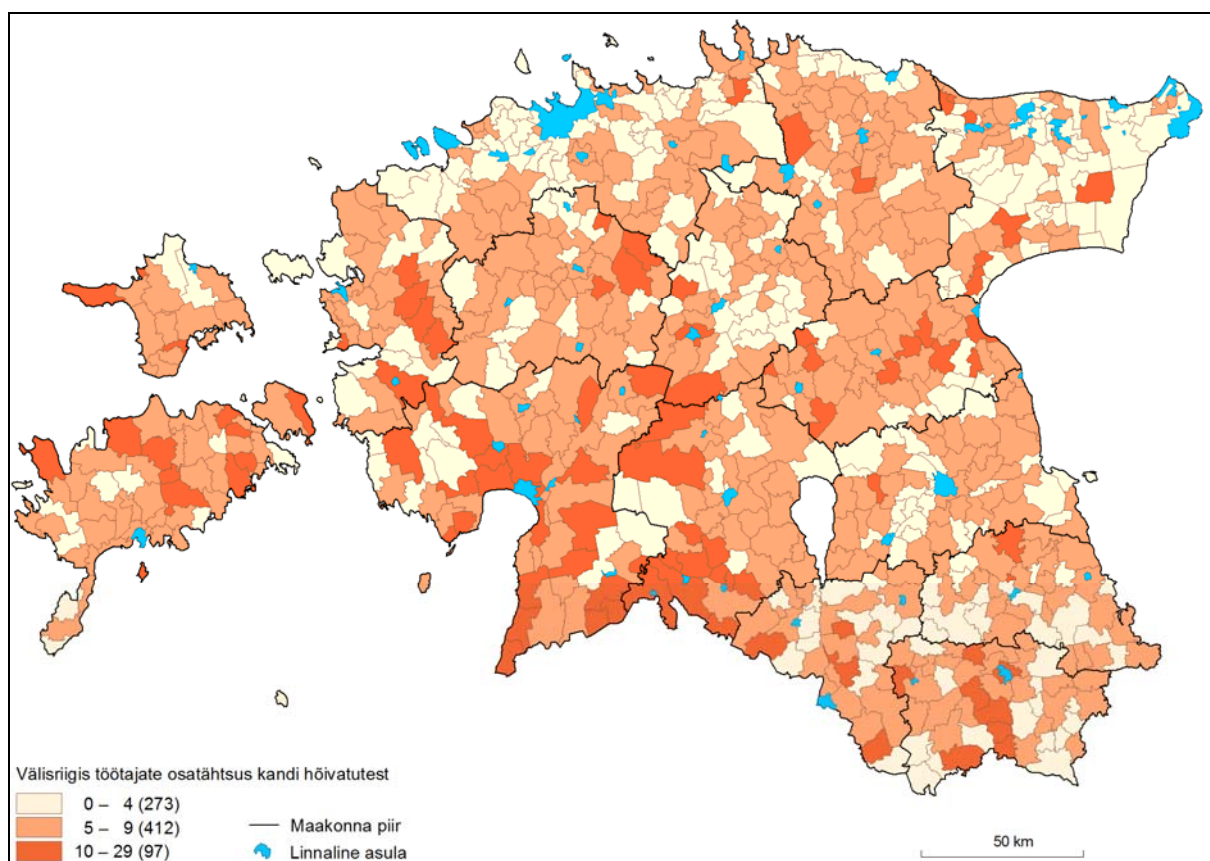 Välisriigis töötajate osatähtsus kandi hõivatutest
0 – 4 (273)
5 – 9 (412)
10 – 29 (97)
Maakonna piir
Linnaline asula
50 km